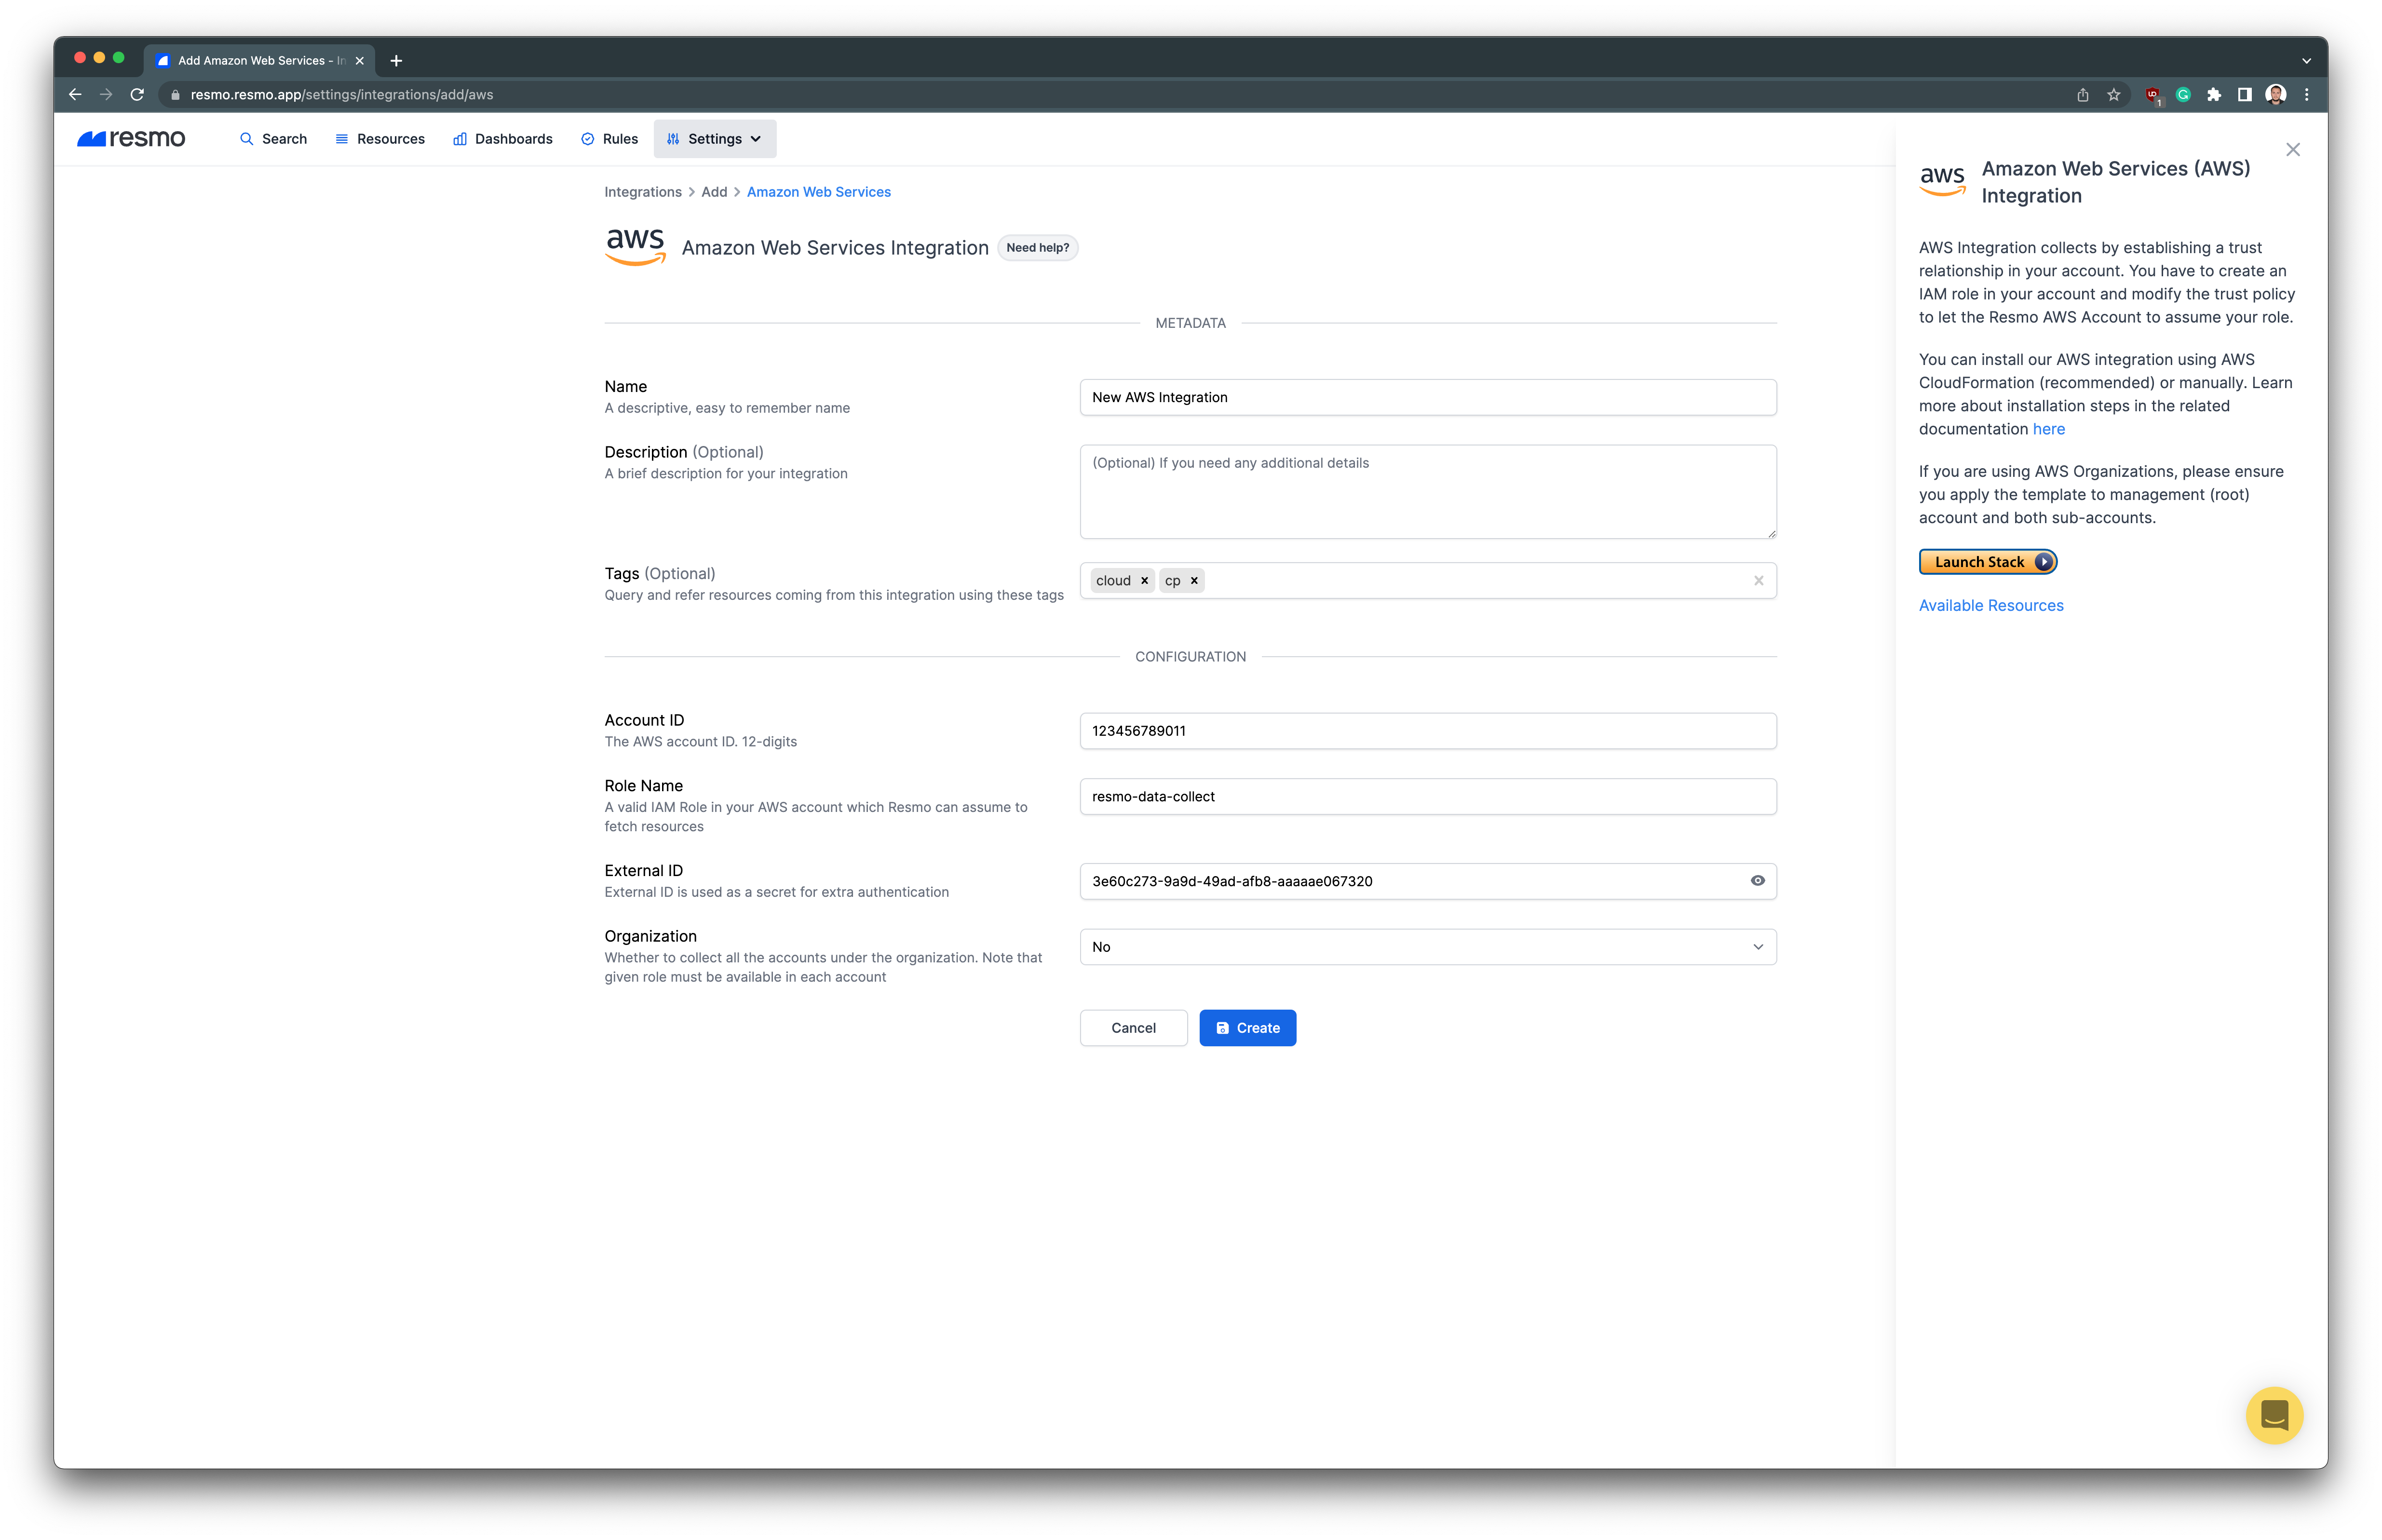 Add Amazon Web Services - In
resmo.resmo.app/settings/integrations/add/aws
1
resmo
Search
Resources
Dashboards
Rules
Settings
Integrations > Add > Amazon Web Services
aws
Amazon Web Services Integration
Need help?
METADATA
Name
A descriptive, easy to remember name
New AWS Integration
Description (Optional)
A brief description for your integration
(Optional) If you need any additional details
Tags (Optional)
Query and refer resources coming from this integration using these tags
cloud
cp
CONFIGURATION
Account ID
The AWS account ID. 12-digits
123456789011
Role Name
A valid IAM Role in your AWS account which Resmo can assume to
fetch resources
resmo-data-collect
External ID
External ID is used as a secret for extra authentication
3e60c273-9a9d-49ad-afb8-aaaaae067320
Organization
Whether to collect all the accounts under the organization. Note that
given role must be available in each account
No
Cancel
Create
aws
Amazon Web Services (AWS)
Integration
AWS Integration collects by establishing a trust
relationship in your account. You have to create an
IAM role in your account and modify the trust policy
to let the Resmo AWS Account to assume your role.
You can install our AWS integration using AWS
CloudFormation (recommended) or manually. Learn
more about installation steps in the related
documentation here
If you are using AWS Organizations, please ensure
you apply the template to management (root)
account and both sub-accounts.
Launch Stack
Available Resources